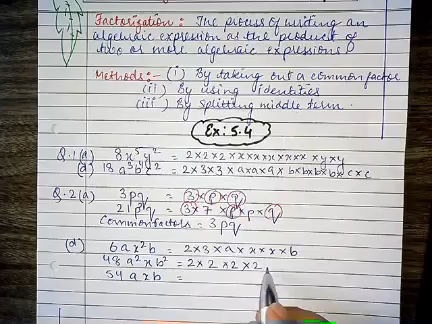 Factorization : The process of writing an
algebraic expression as the product of
two or more algebraic expressions
Methods :- (i) By taking out a common factor
(ii) By using identities
(iii) By splitting middle term.
Ex: 5.4
Q.1(a) 8x⁵y² = 2×2×2×x×x×x×x×x×y×y
(d) 18a³b⁴c² = 2×3×3×a×a×a×b×b×b×b×c×c
Q.2(a) 3pq = 3×p×q
21p²q = 3×7×p×p×q
Common factors = 3pq
(d) 6ax²b = 2×3×a×x×x×b
48a²xb² = 2×2×2×2
54axb =